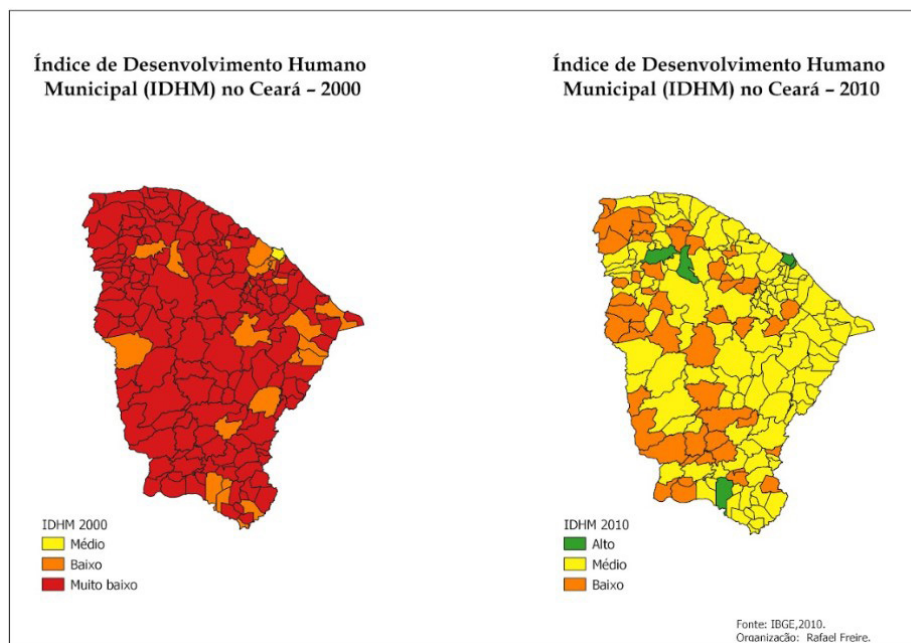 Índice de Desenvolvimento Humano
Municipal (IDHM) no Ceará – 2000
IDHM 2000
Médio
Baixo
Muito baixo
Índice de Desenvolvimento Humano
Municipal (IDHM) no Ceará – 2010
IDHM 2010
Alto
Médio
Baixo
Fonte: IBGE,2010.
Organização: Rafael Freire.